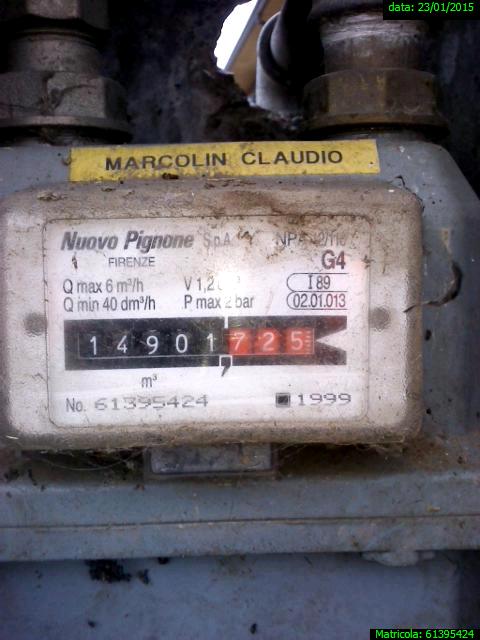 data: 23/01/2015
MARCOLIN CLAUDIO
Nuovo Pignone S.p.A.
FIRENZE
G4
Q max 6 m³/h
V 1,2
I 89
Q min 40 dm³/h
P max 2 bar
02.01.013
14901725
m³
No. 61395424
1999
Matricola: 61395424